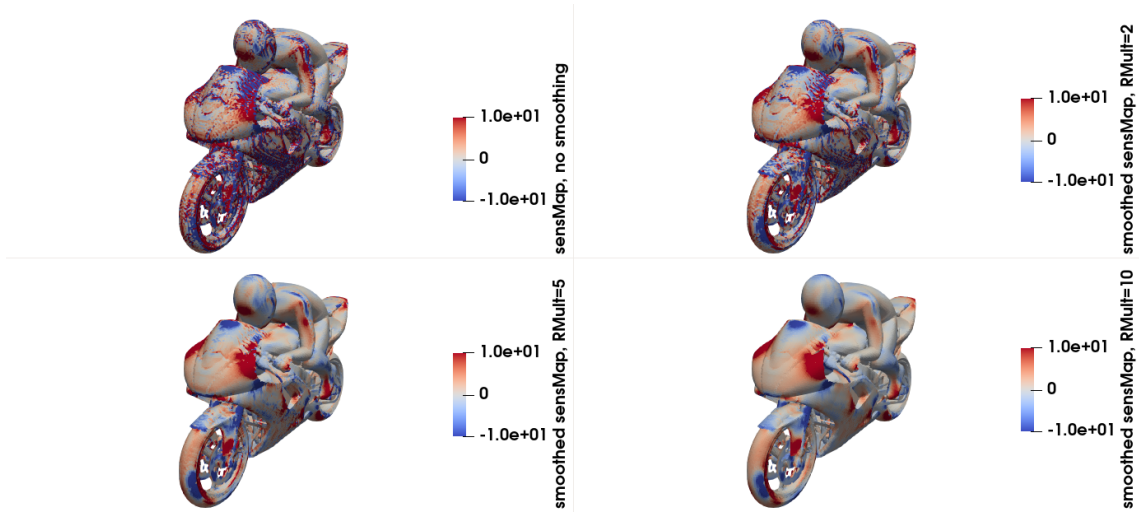 1.0e+01
0
-1.0e+01
sensMap, no smoothing
1.0e+01
0
-1.0e+01
smoothed sensMap, RMult=2
1.0e+01
0
-1.0e+01
smoothed sensMap, RMult=5
1.0e+01
0
-1.0e+01
smoothed sensMap, RMult=10